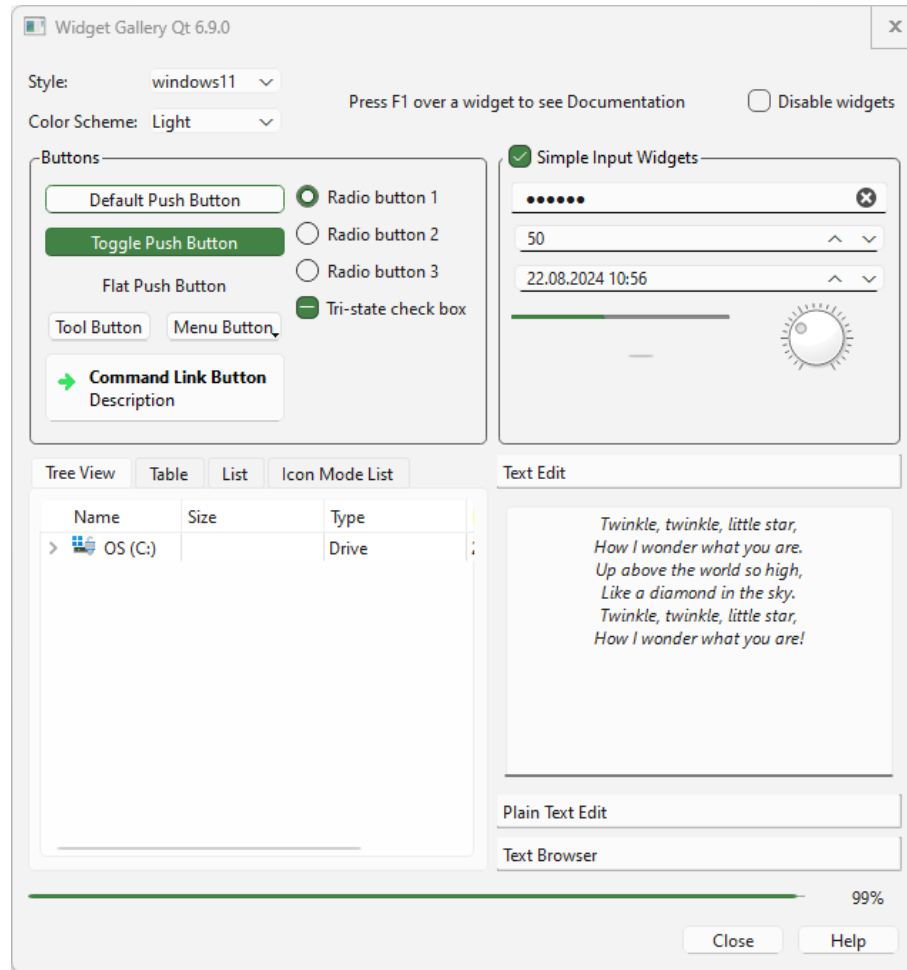 Widget Gallery Qt 6.9.0
Style:
windows11
Color Scheme:
Light
Press F1 over a widget to see Documentation
Disable widgets
Buttons
Default Push Button
Toggle Push Button
Flat Push Button
Tool Button
Menu Button
Command Link Button
Description
Radio button 1
Radio button 2
Radio button 3
Tri-state check box
Simple Input Widgets
••••••
50
22.08.2024 10:56
Tree View
Table
List
Icon Mode List
Name
Size
Type
OS (C:)
Drive
Text Edit
Twinkle, twinkle, little star,
How I wonder what you are.
Up above the world so high,
Like a diamond in the sky.
Twinkle, twinkle, little star,
How I wonder what you are!
Plain Text Edit
Text Browser
99%
Close
Help